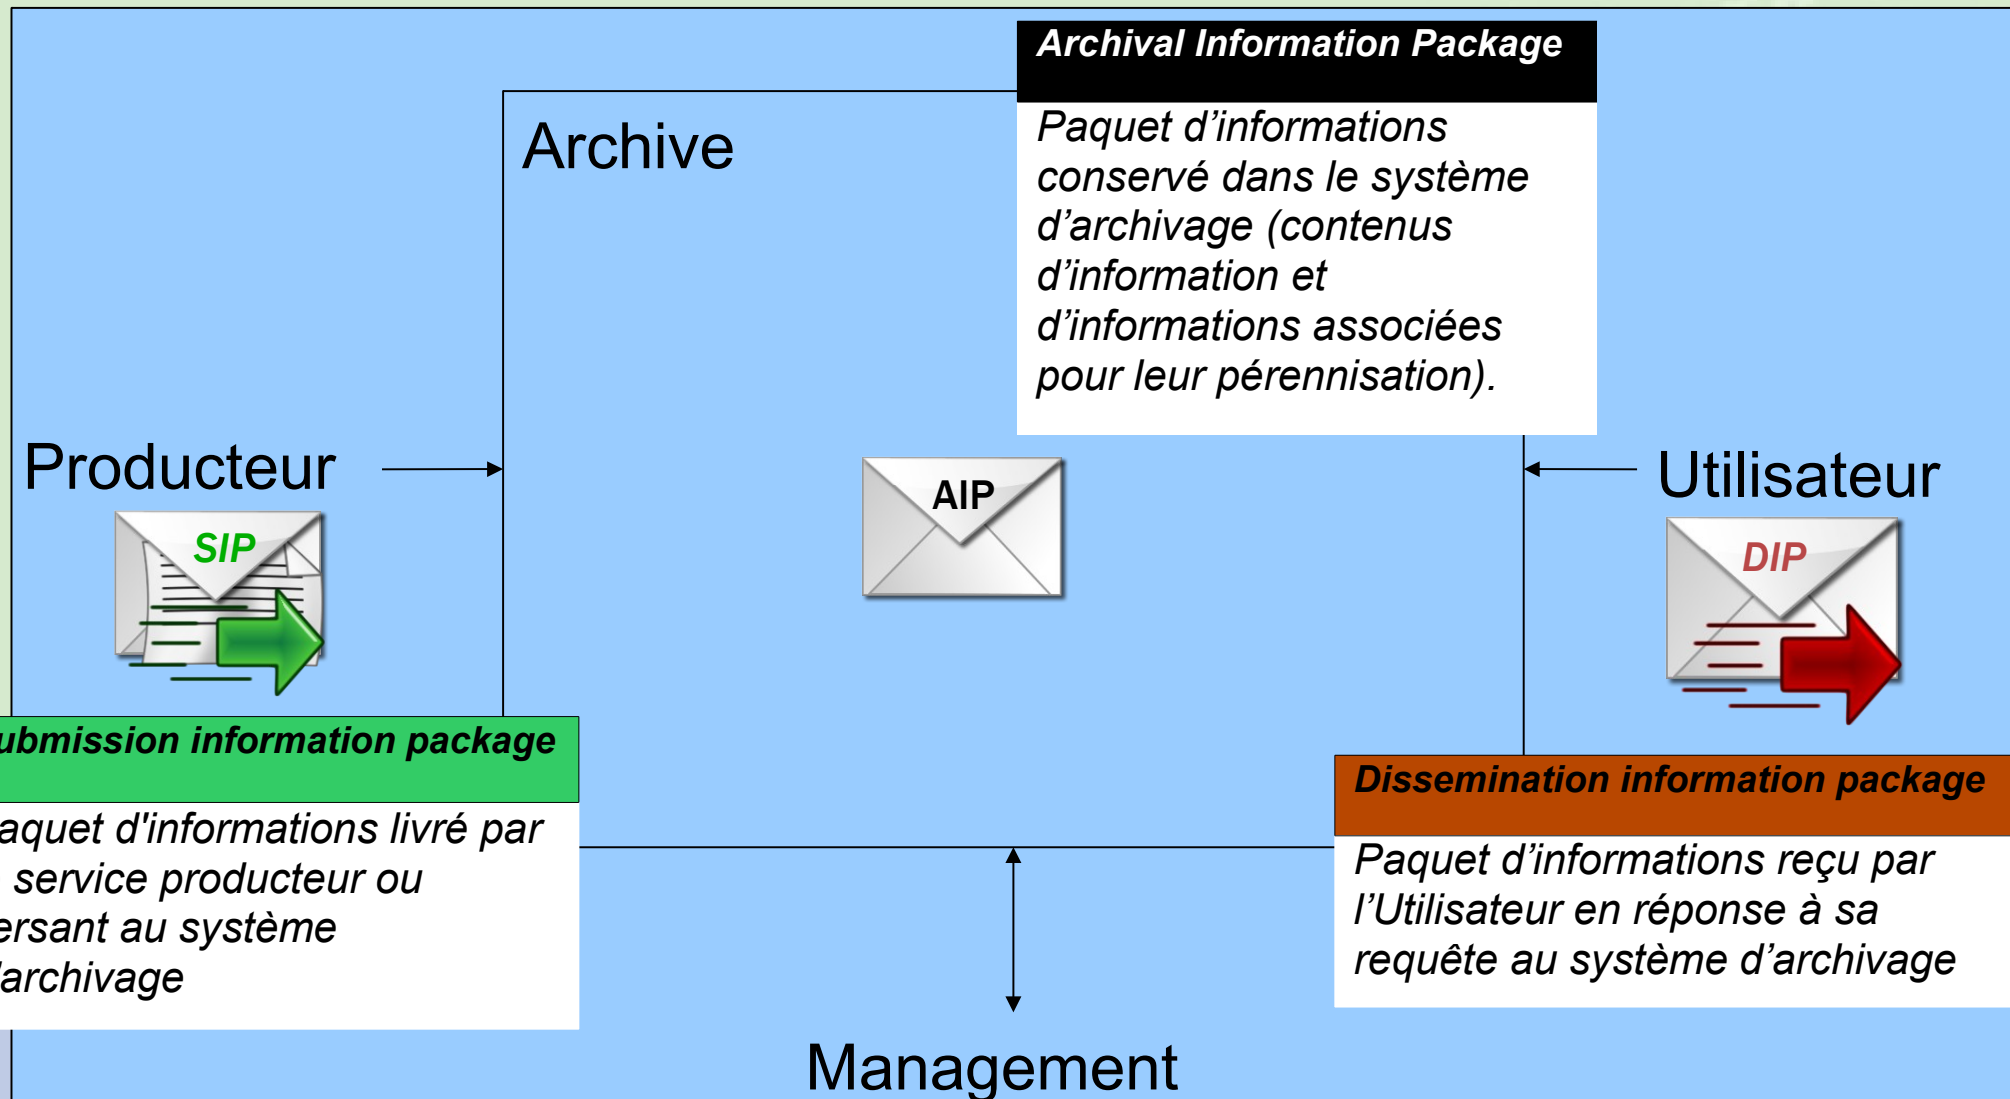 Archival Information Package
Paquet d’informations
conservé dans le système
d’archivage (contenus
d’information et
d’informations associées
pour leur pérennisation).
Archive
Producteur
SIP
AIP
Utilisateur
DIP
ubmission information package
aquet d'informations livré par
service producteur ou
ersant au système
'archivage
Dissemination information package
Paquet d’informations reçu par
l’Utilisateur en réponse à sa
requête au système d’archivage
Management